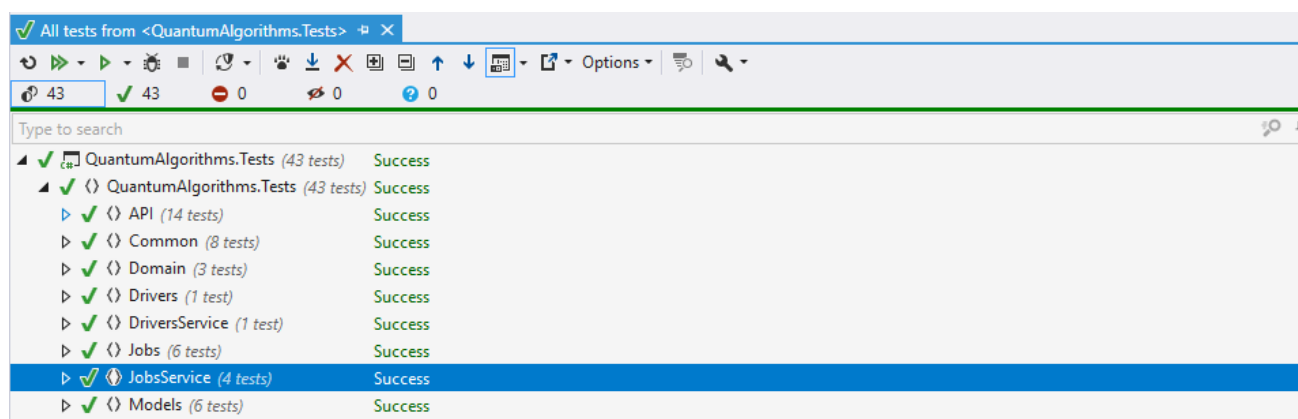 All tests from <QuantumAlgorithms.Tests>
Options
43 43 0 0 0
Type to search
QuantumAlgorithms.Tests (43 tests) Success
QuantumAlgorithms.Tests (43 tests) Success
API (14 tests) Success
Common (8 tests) Success
Domain (3 tests) Success
Drivers (1 test) Success
DriversService (1 test) Success
Jobs (6 tests) Success
JobsService (4 tests) Success
Models (6 tests) Success